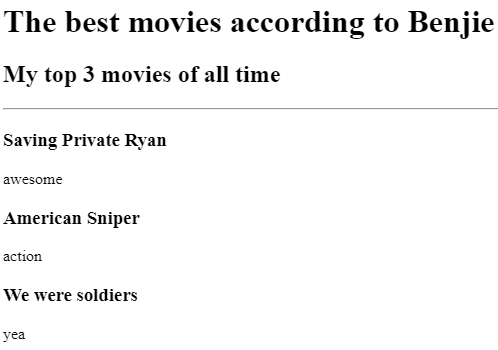 The best movies according to Benjie
My top 3 movies of all time
Saving Private Ryan
awesome
American Sniper
action
We were soldiers
yea